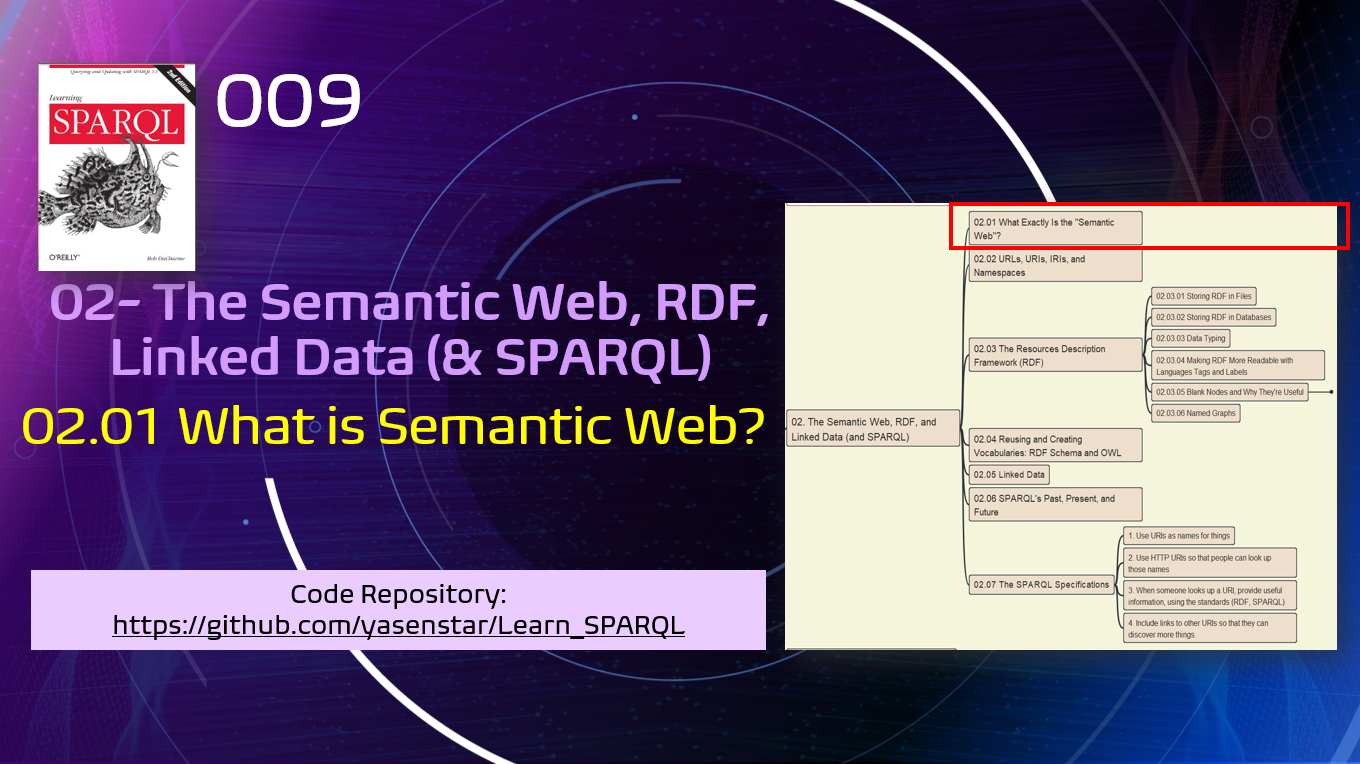 Querying and Updating with SPARQL 1.1
2nd Edition
Learning
SPARQL
O'REILLY®
Bob DuCharme
009
02- The Semantic Web, RDF,
Linked Data (& SPARQL)
02.01 What is Semantic Web?
Code Repository:
https://github.com/yasenstar/Learn_SPARQL
02. The Semantic Web, RDF, and
Linked Data (and SPARQL)
02.01 What Exactly Is the "Semantic
Web"?
02.02 URLs, URIs, IRIs, and
Namespaces
02.03 The Resources Description
Framework (RDF)
02.03.01 Storing RDF in Files
02.03.02 Storing RDF in Databases
02.03.03 Data Typing
02.03.04 Making RDF More Readable with
Languages Tags and Labels
02.03.05 Blank Nodes and Why They're Useful
02.03.06 Named Graphs
02.04 Reusing and Creating
Vocabularies: RDF Schema and OWL
02.05 Linked Data
02.06 SPARQL's Past, Present, and
Future
02.07 The SPARQL Specifications
1. Use URIs as names for things
2. Use HTTP URIs so that people can look up
those names
3. When someone looks up a URI, provide useful
information, using the standards (RDF, SPARQL)
4. Include links to other URIs so that they can
discover more things.